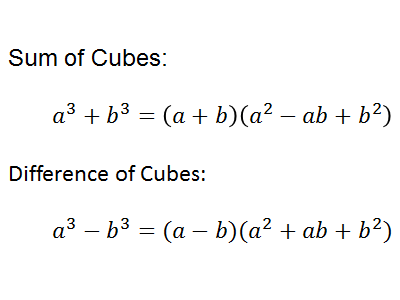 Sum of Cubes:
a³ + b³ = (a + b)(a² − ab + b²)
Difference of Cubes:
a³ − b³ = (a − b)(a² + ab + b²)